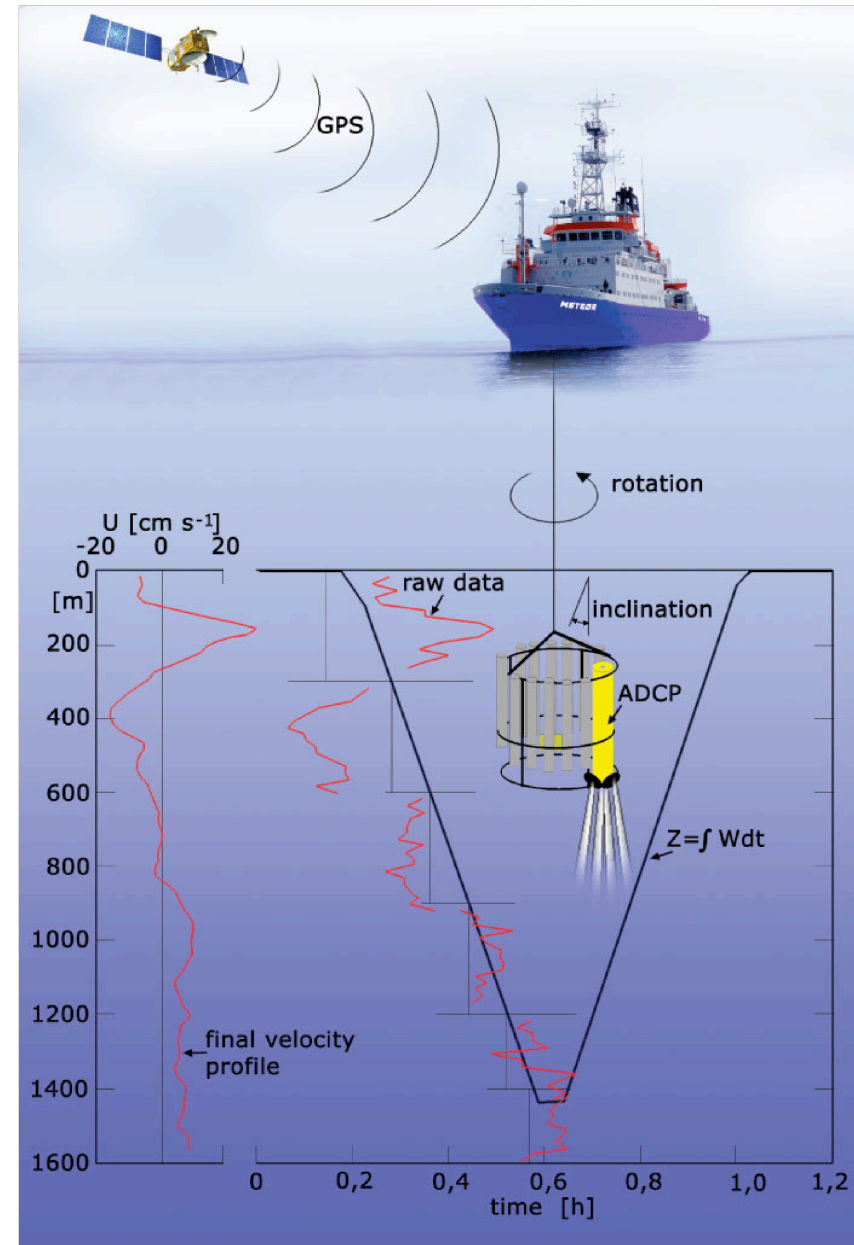 GPS
METEOR
rotation
U [cm s-1]
-20 0 20
0
[m]
200
400
600
800
1000
1200
1400
1600
raw data
inclination
ADCP
Z=∫ Wdt
final velocity
profile
0 0,2 0,4 0,6 0,8 1,0 1,2
time [h]